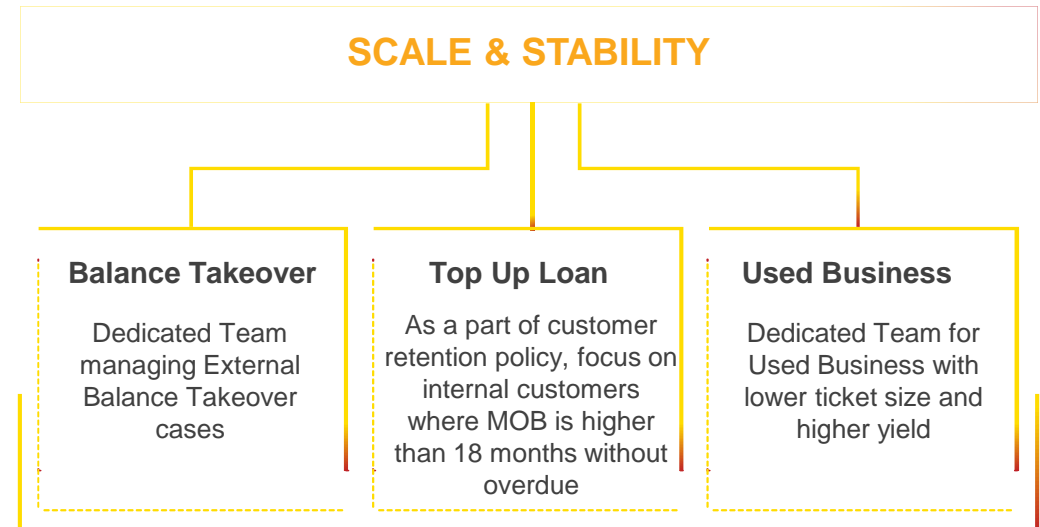 SCALE & STABILITY
Balance Takeover
Dedicated Team
managing External
Balance Takeover
cases
Top Up Loan
As a part of customer
retention policy, focus on
internal customers
where MOB is higher
than 18 months without
overdue
Used Business
Dedicated Team for
Used Business with
lower ticket size and
higher yield